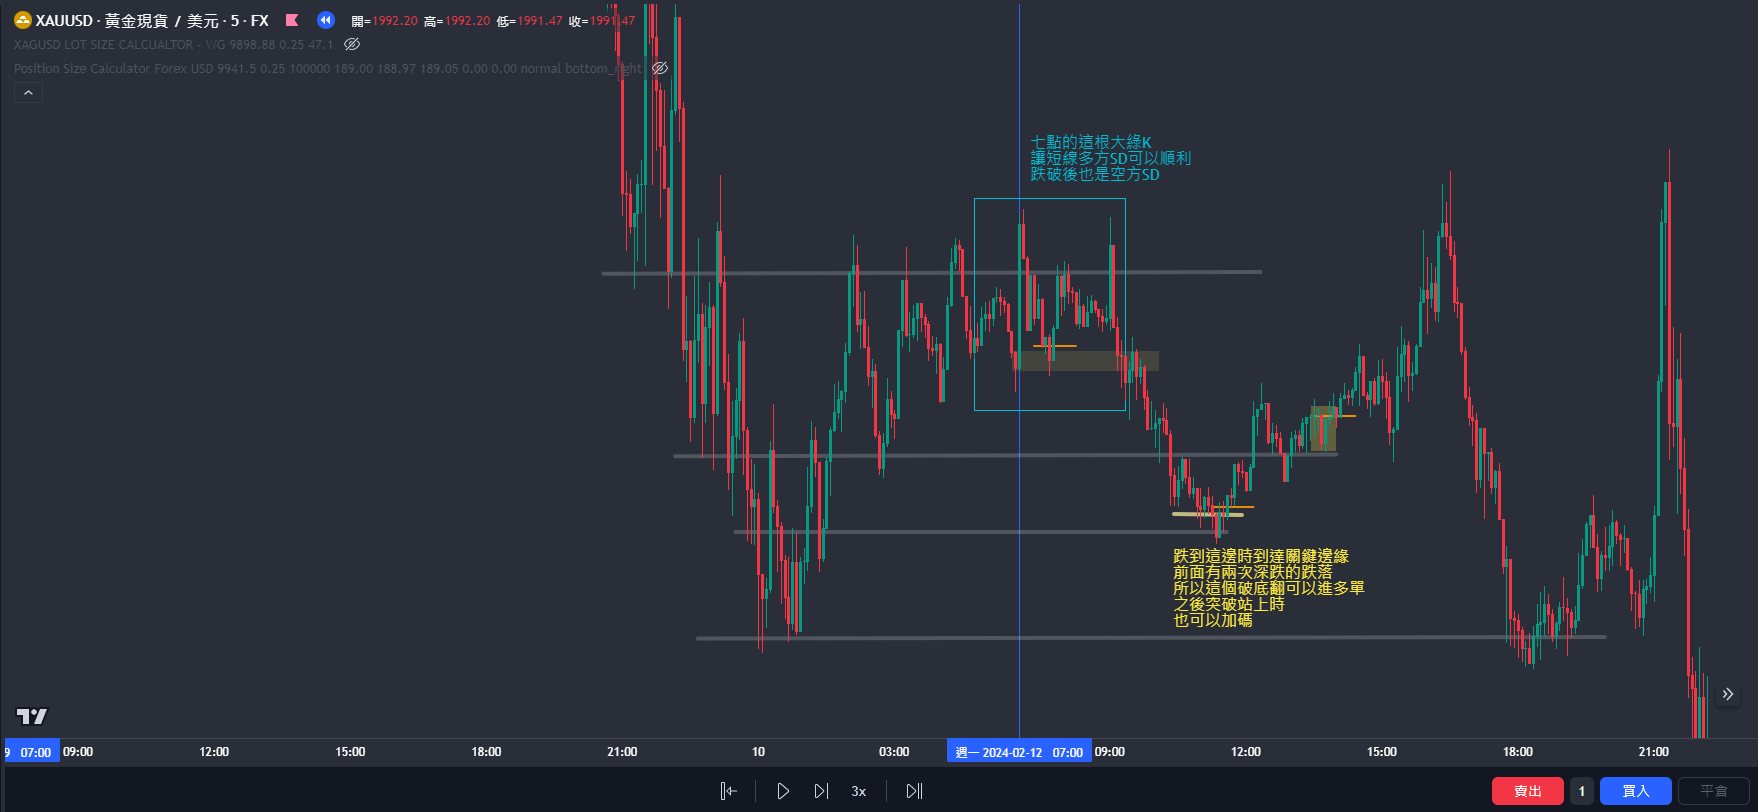 XAUUSD · 黃金現貨 / 美元 · 5 · FX 開=1992.20 高=1992.20 低=1991.47 收=1991.47
XAGUSD LOT SIZE CALCUALTOR - WG 9898.88 0.25 47.1
Position Size Calculator Forex USD 9941.5 0.25 100000 189.00 188.97 189.05 0.00 0.00 normal bottom_right
七點的這根大綠K
讓短線多方SD可以順利
跌破後也是空方SD
跌到這邊時到達關鍵邊緣
前面有兩次深跌的跌落
所以這個破底翻可以進多單
之後突破站上時
也可以加碼
9 07:00 09:00 12:00 15:00 18:00 21:00 10 03:00 週一 2024-02-12 07:00 09:00 12:00 15:00 18:00 21:00
3x 賣出 1 買入 平倉